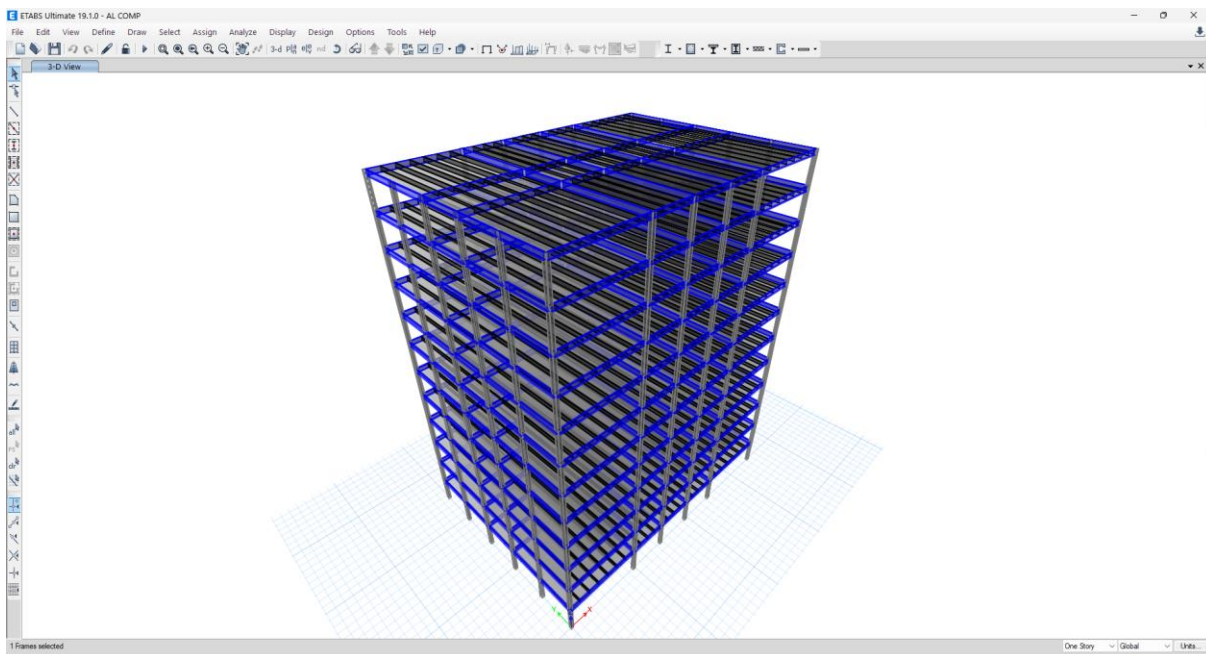 E ETABS Ultimate 19.1.0 - AL COMP
File Edit View Define Draw Select Assign Analyze Display Design Options Tools Help
3-d
3-D View
Y X
1 Frames selected
One Story Global Units...